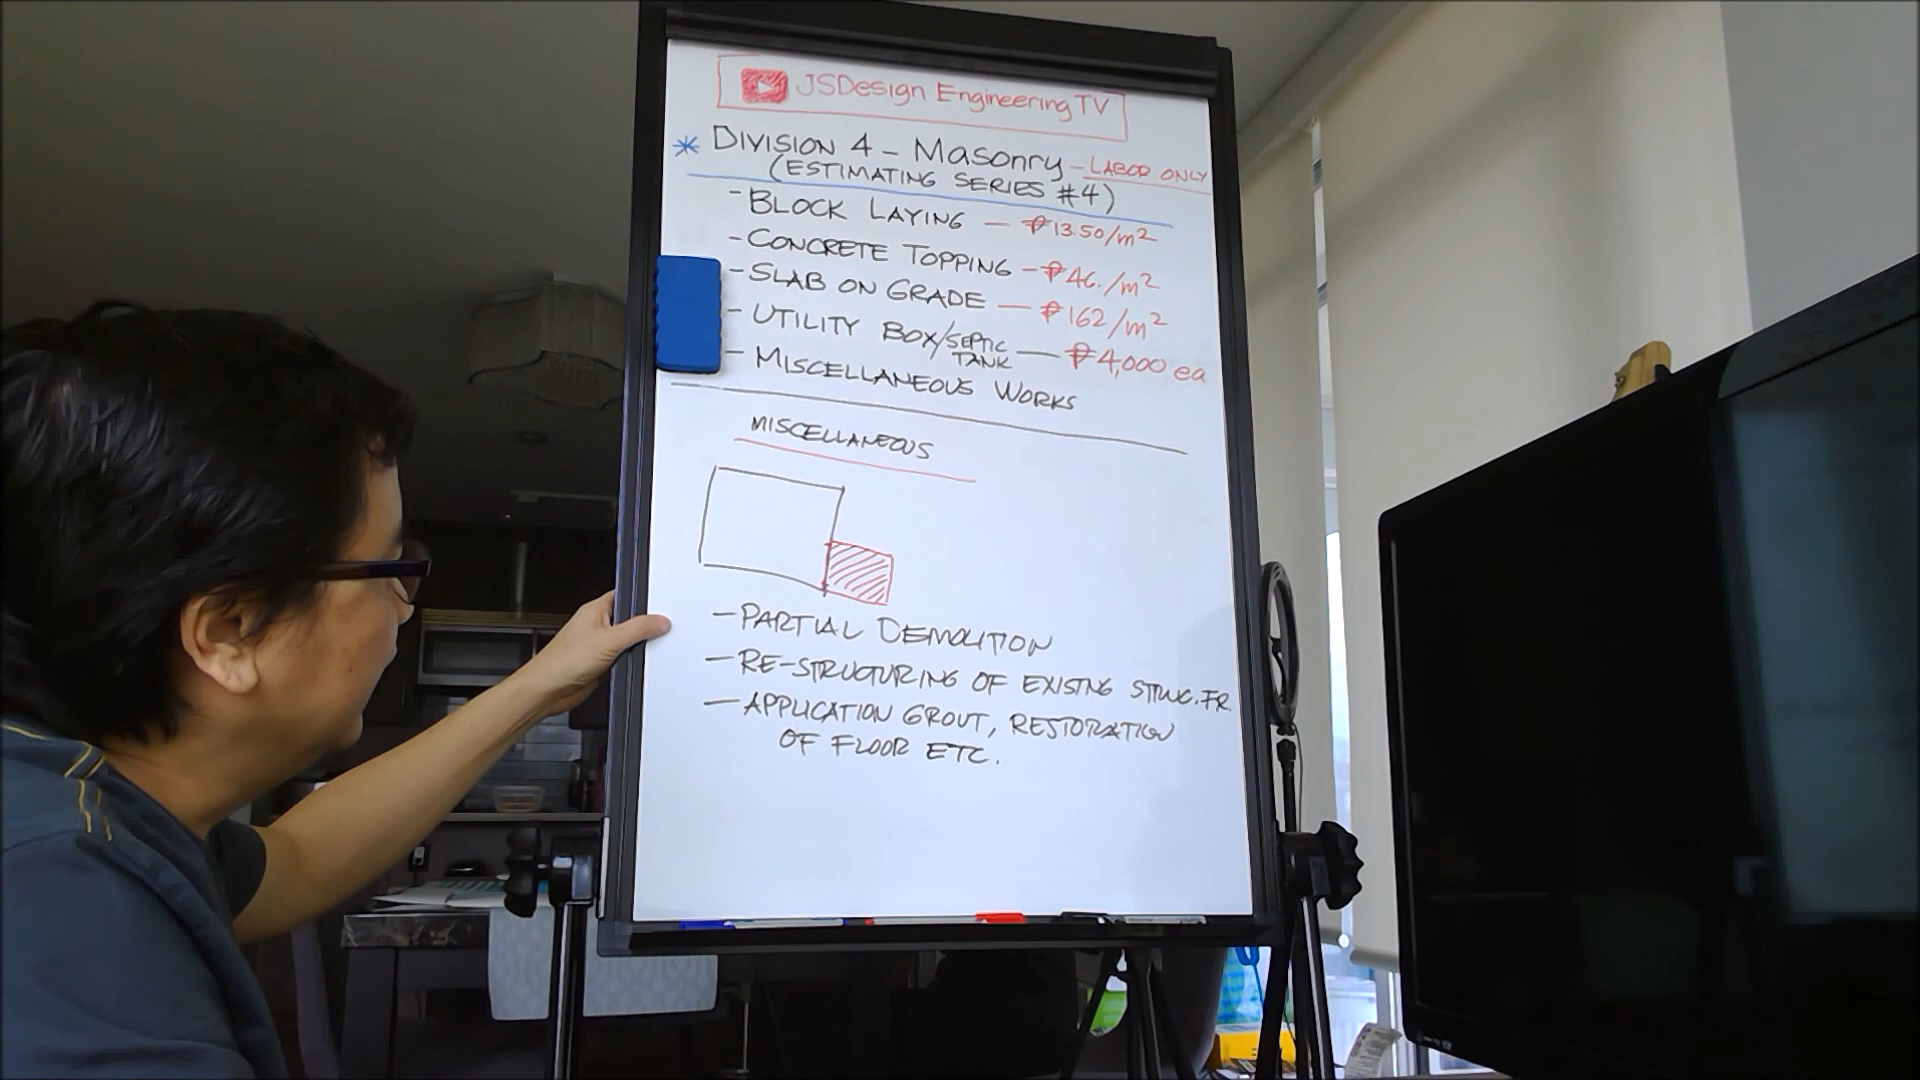 JSDesign Engineering TV
* DIVISION 4 - Masonry - LABOR ONLY
(ESTIMATING SERIES #4)
- BLOCK LAYING — ₱13.50/m²
- CONCRETE TOPPING - ₱46./m²
- SLAB ON GRADE — ₱162/m²
- UTILITY BOX/SEPTIC TANK — ₱4,000 ea
- MISCELLANEOUS WORKS
MISCELLANEOUS
- PARTIAL DEMOLITION
- RE-STRUCTURING OF EXISTNG STRUC. FR.
- APPLICATION GROUT, RESTORATION
OF FLOOR ETC.